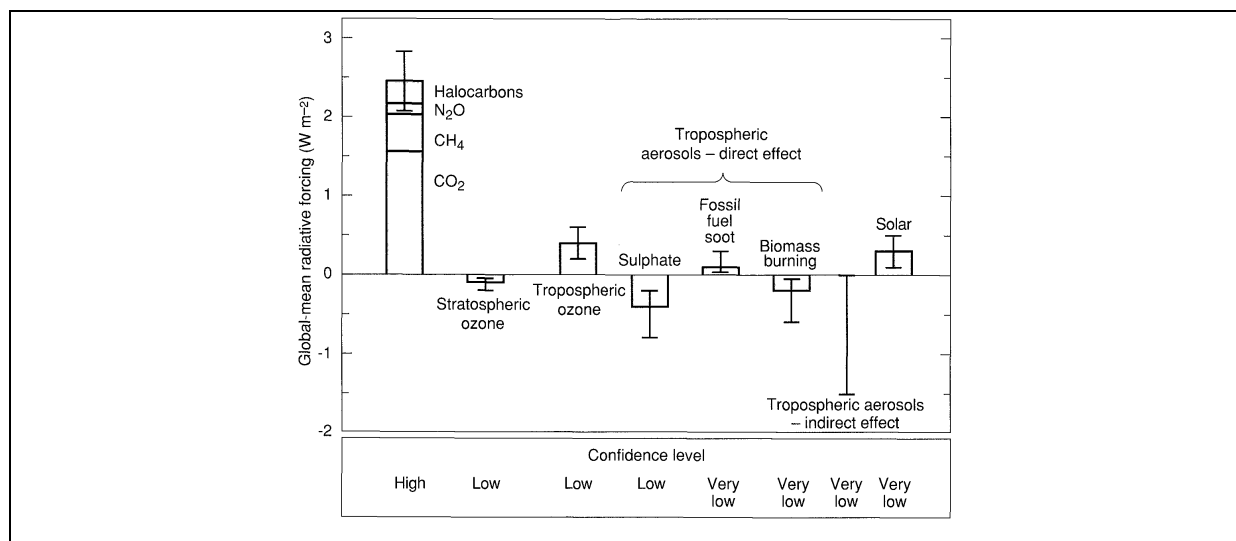 Global-mean radiative forcing (W m–2)
3
2
1
0
-1
-2
Halocarbons
N2O
CH4
CO2
Stratospheric
ozone
Tropospheric
ozone
Tropospheric
aerosols – direct effect
Sulphate
Fossil
fuel
soot
Biomass
burning
Tropospheric aerosols
– indirect effect
Solar
Confidence level
High Low Low Low Very Very Very Very
low low low low